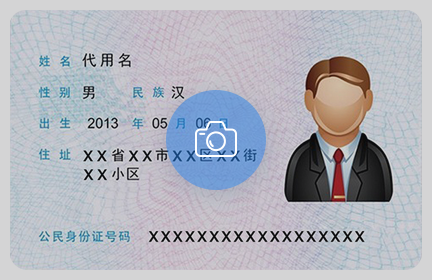 姓 名 代用名
性 别 男 民 族 汉
出 生 2013 年 05 月 06 日
住 址 XX省XX市XX区XX街
XX小区
公民身份证号码 XXXXXXXXXXXXXXXXXX